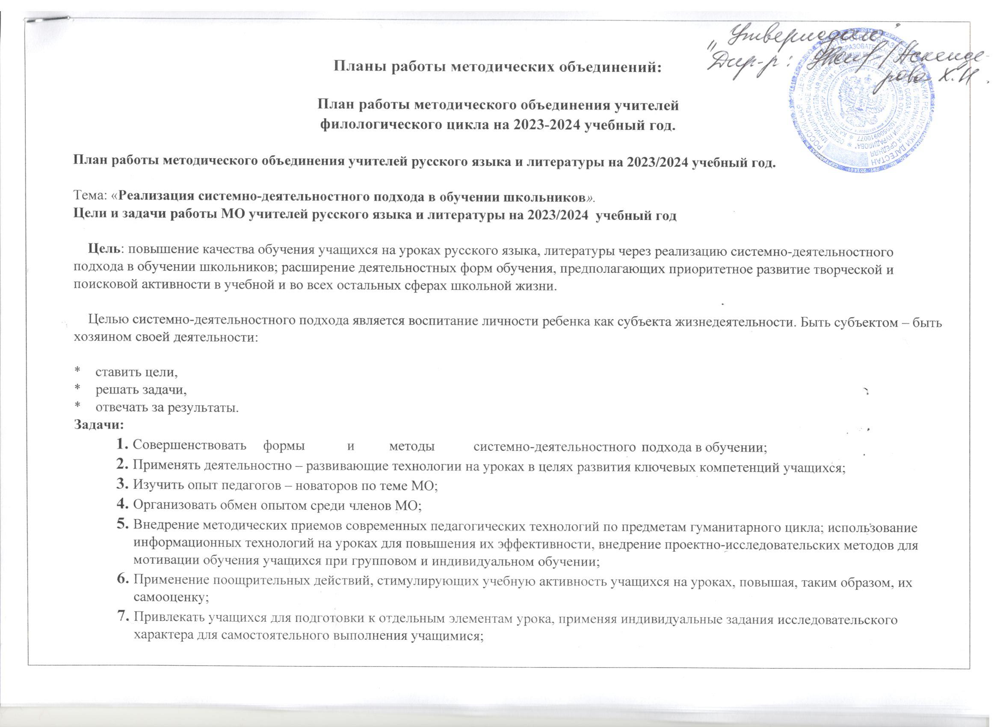 "Утверждаю"
Дир-р: Аскенде-
рова Х.И.
Планы работы методических объединений:
План работы методического объединения учителей
филологического цикла на 2023-2024 учебный год.
План работы методического объединения учителей русского языка и литературы на 2023/2024 учебный год.
Тема: «Реализация системно-деятельностного подхода в обучении школьников».
Цели и задачи работы МО учителей русского языка и литературы на 2023/2024 учебный год
Цель: повышение качества обучения учащихся на уроках русского языка, литературы через реализацию системно-деятельностного
подхода в обучении школьников; расширение деятельностных форм обучения, предполагающих приоритетное развитие творческой и
поисковой активности в учебной и во всех остальных сферах школьной жизни.
Целью системно-деятельностного подхода является воспитание личности ребенка как субъекта жизнедеятельности. Быть субъектом – быть
хозяином своей деятельности:
* ставить цели,
* решать задачи,
* отвечать за результаты.
Задачи:
1. Совершенствовать формы и методы системно-деятельностного подхода в обучении;
2. Применять деятельностно – развивающие технологии на уроках в целях развития ключевых компетенций учащихся;
3. Изучить опыт педагогов – новаторов по теме МО;
4. Организовать обмен опытом среди членов МО;
5. Внедрение методических приемов современных педагогических технологий по предметам гуманитарного цикла; использование
информационных технологий на уроках для повышения их эффективности, внедрение проектно-исследовательских методов для
мотивации обучения учащихся при групповом и индивидуальном обучении;
6. Применение поощрительных действий, стимулирующих учебную активность учащихся на уроках, повышая, таким образом, их
самооценку;
7. Привлекать учащихся для подготовки к отдельным элементам урока, применяя индивидуальные задания исследовательского
характера для самостоятельного выполнения учащимися;